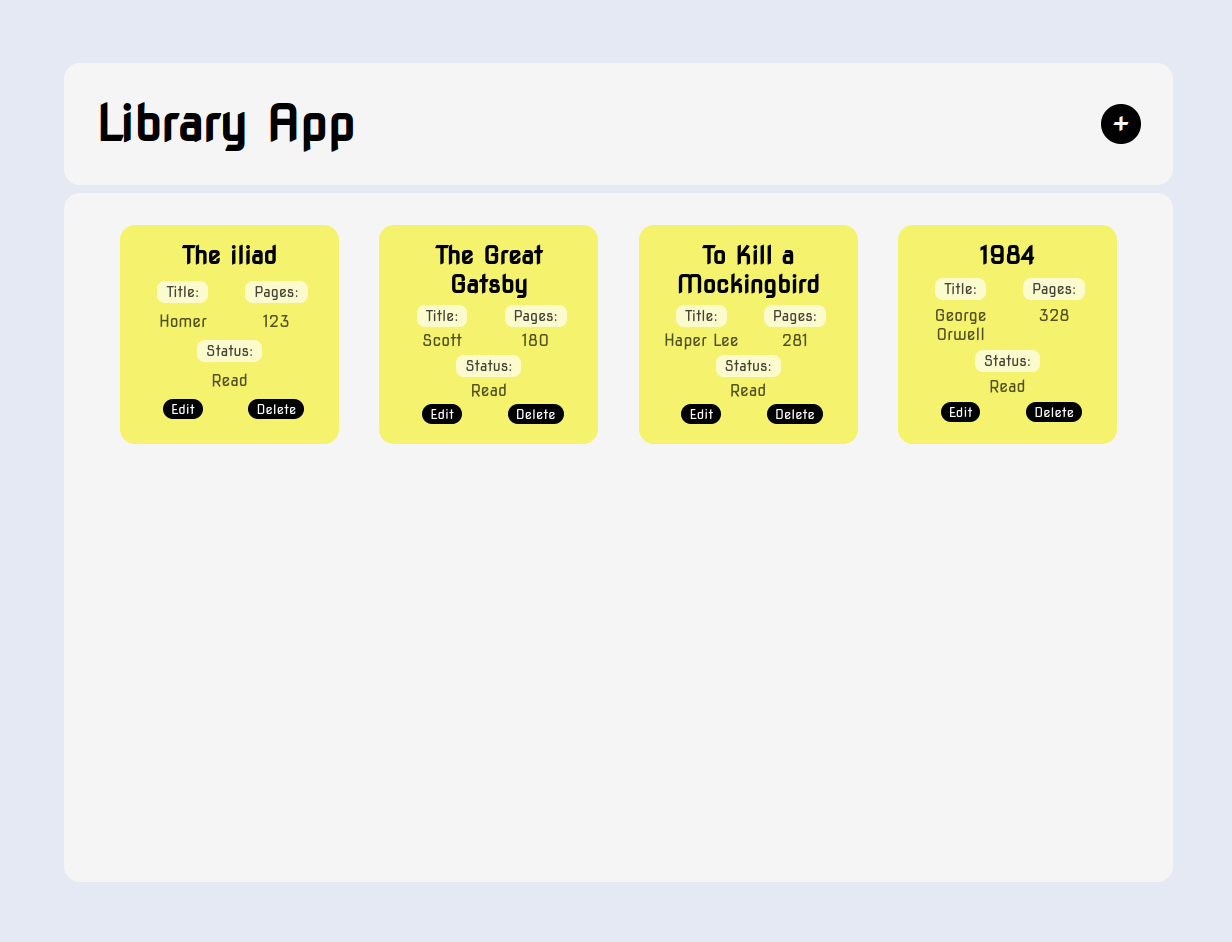 Library App
+
The iliad
Title: Pages:
Homer 123
Status:
Read
Edit Delete
The Great
Gatsby
Title: Pages:
Scott 180
Status:
Read
Edit Delete
To Kill a
Mockingbird
Title: Pages:
Haper Lee 281
Status:
Read
Edit Delete
1984
Title: Pages:
George 328
Orwell
Status:
Read
Edit Delete